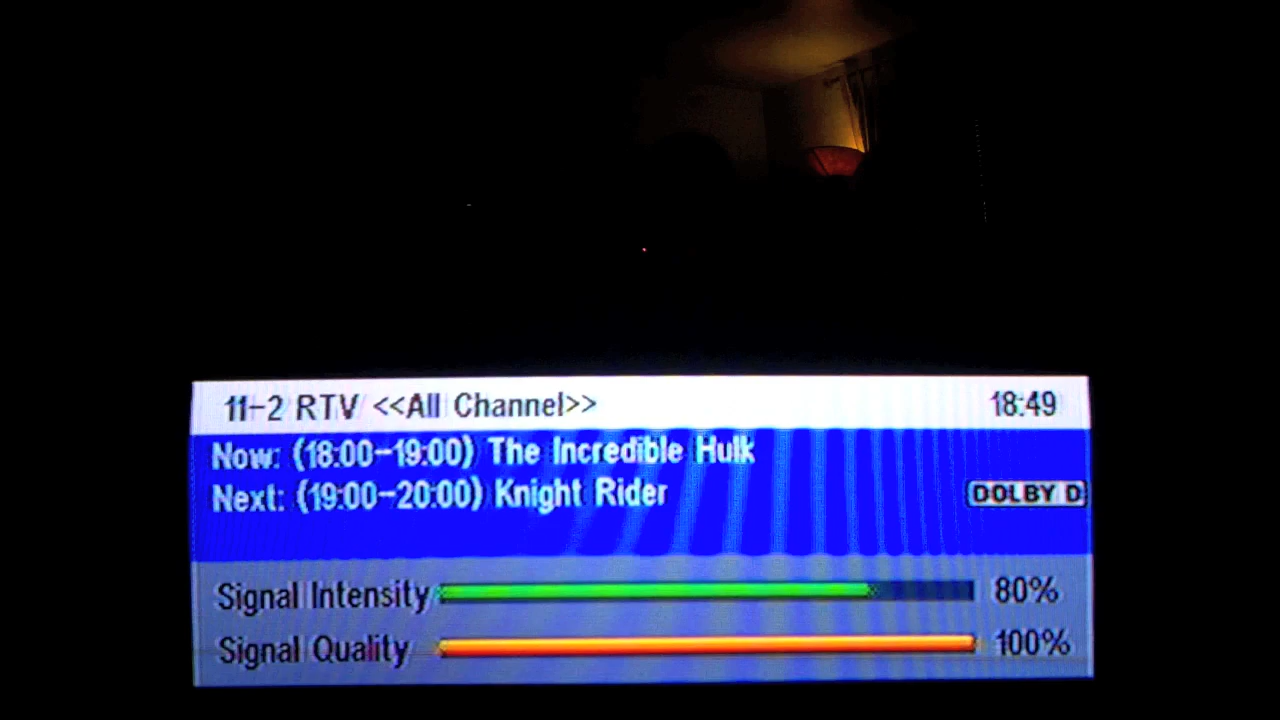 11-2 RTV <<All Channel>> 18:49
Now: (18:00-19:00) The Incredible Hulk
Next: (19:00-20:00) Knight Rider DOLBY D
Signal Intensity 80%
Signal Quality 100%